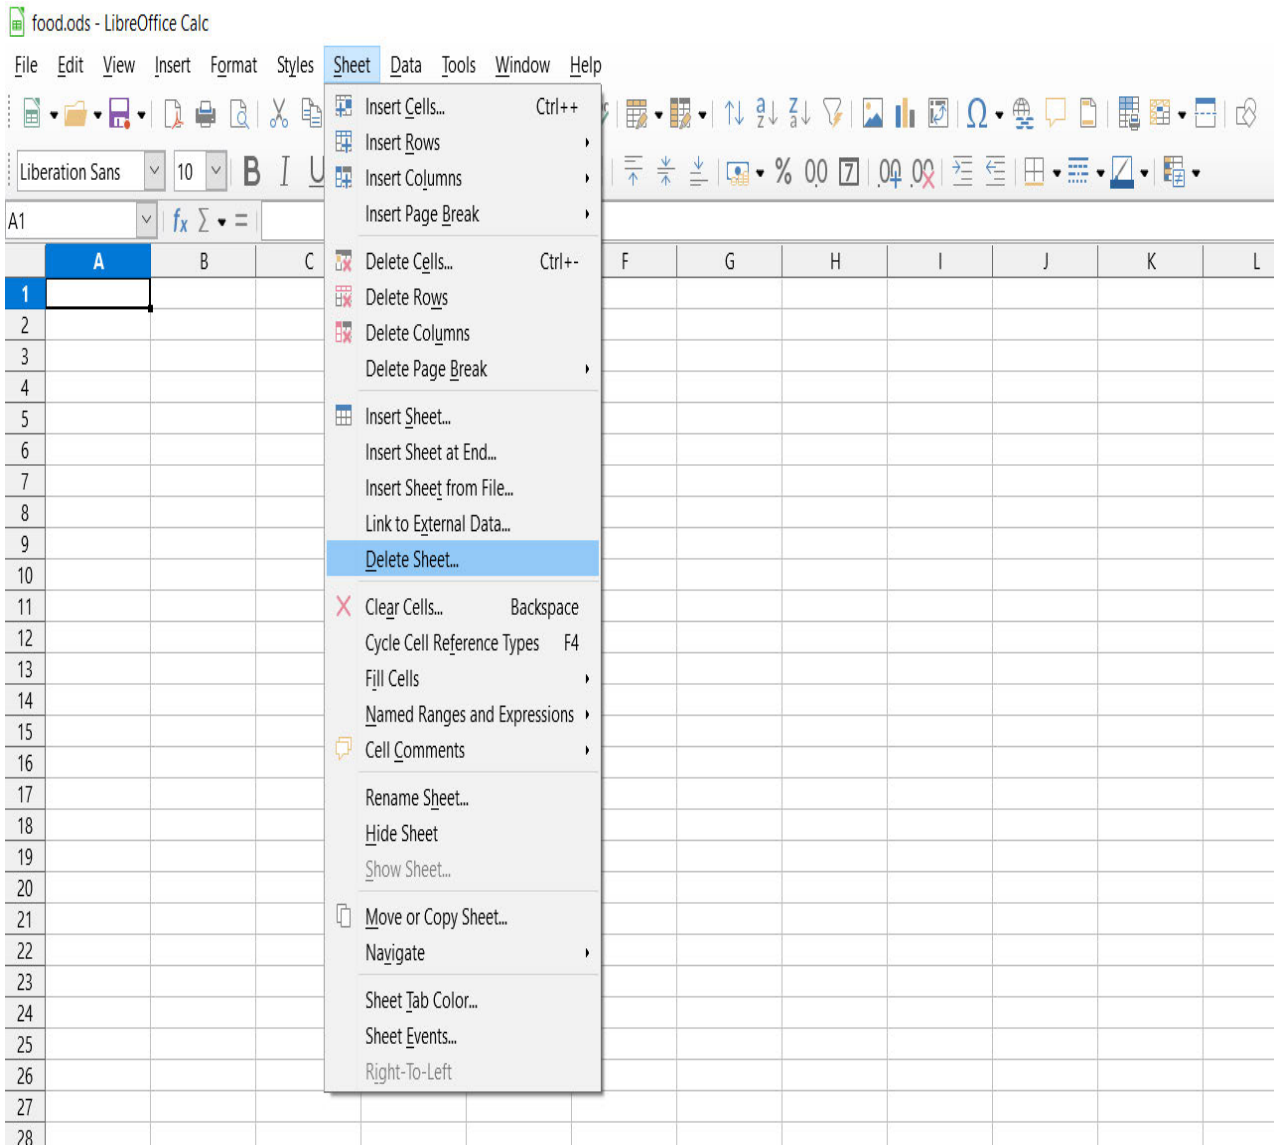 food.ods - LibreOffice Calc
File Edit View Insert Format Styles Sheet Data Tools Window Help
Liberation Sans 10 B I U % 00 7 .00 .00
A1 fx Σ =
A B C F G H I J K L
1
2
3
4
5
6
7
8
9
10
11
12
13
14
15
16
17
18
19
20
21
22
23
24
25
26
27
28
Insert Cells... Ctrl++
Insert Rows
Insert Columns
Insert Page Break
Delete Cells... Ctrl+-
Delete Rows
Delete Columns
Delete Page Break
Insert Sheet...
Insert Sheet at End...
Insert Sheet from File...
Link to External Data...
Delete Sheet...
Clear Cells... Backspace
Cycle Cell Reference Types F4
Fill Cells
Named Ranges and Expressions
Cell Comments
Rename Sheet...
Hide Sheet
Show Sheet...
Move or Copy Sheet...
Navigate
Sheet Tab Color...
Sheet Events...
Right-To-Left